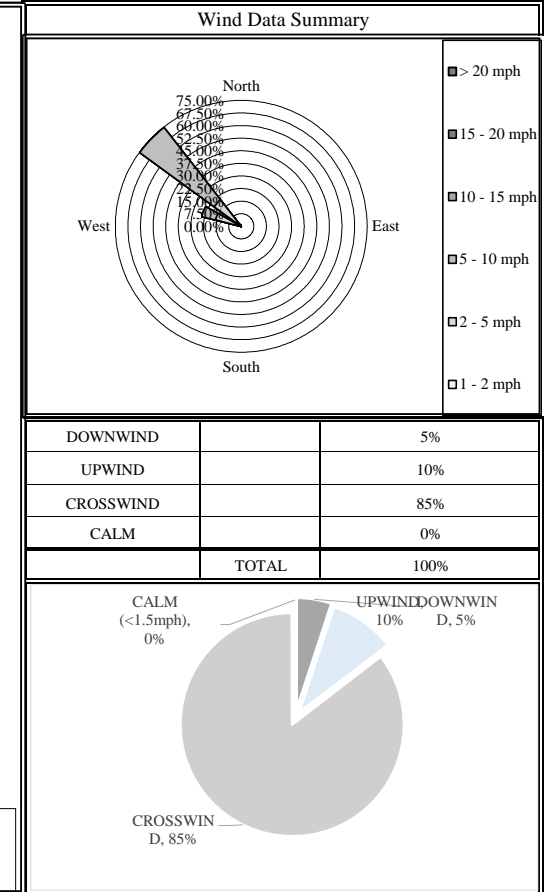 Wind Data Summary
North
75.00%
67.50%
60.00%
52.50%
45.00%
37.50%
30.00%
22.50%
15.00%
7.50%
0.00%
West
East
South
> 20 mph
15 - 20 mph
10 - 15 mph
5 - 10 mph
2 - 5 mph
1 - 2 mph
DOWNWIND 5%
UPWIND 10%
CROSSWIND 85%
CALM 0%
TOTAL 100%
CALM
(<1.5mph),
0%
UPWIND,
10%
DOWNWIN
D, 5%
CROSSWIN
D, 85%